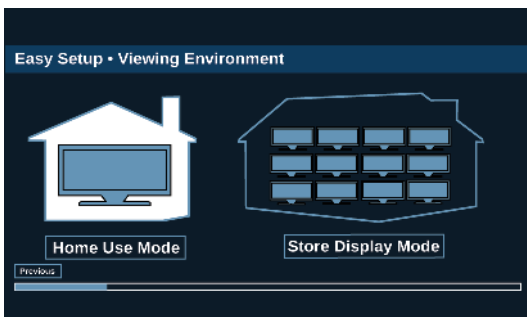 Easy Setup • Viewing Environment
Home Use Mode
Store Display Mode
Previous